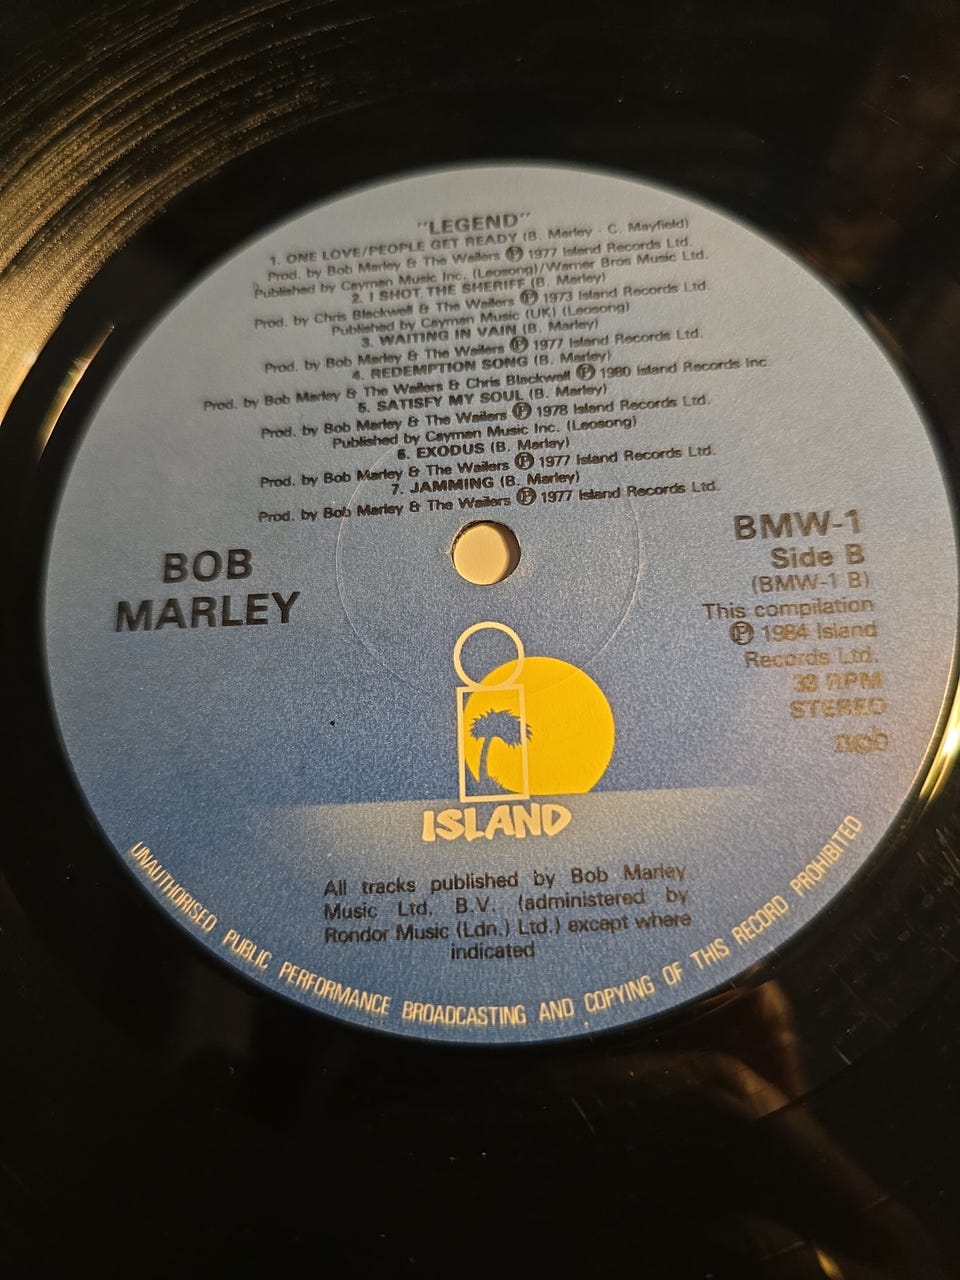 "LEGEND"
1. ONE LOVE/PEOPLE GET READY (B. Marley - C. Mayfield)
Prod. by Bob Marley & The Wailers Ⓟ 1977 Island Records Ltd.
Published by Cayman Music Inc. (Leosong)/Warner Bros Music Ltd.
2. I SHOT THE SHERIFF (B. Marley)
Prod. by Chris Blackwell & The Wailers Ⓟ 1973 Island Records Ltd.
Published by Cayman Music (UK) (Leosong)
3. WAITING IN VAIN (B. Marley)
Prod. by Bob Marley & The Wailers Ⓟ 1977 Island Records Ltd.
4. REDEMPTION SONG (B. Marley)
Prod. by Bob Marley & The Wailers & Chris Blackwell Ⓟ 1980 Island Records Inc.
5. SATISFY MY SOUL (B. Marley)
Prod. by Bob Marley & The Wailers Ⓟ 1978 Island Records Ltd.
Published by Cayman Music Inc. (Leosong)
6. EXODUS (B. Marley)
Prod. by Bob Marley & The Wailers Ⓟ 1977 Island Records Ltd.
7. JAMMING (B. Marley)
Prod. by Bob Marley & The Wailers Ⓟ 1977 Island Records Ltd.
BOB
MARLEY
BMW-1
Side B
(BMW-1 B)
This compilation
Ⓟ 1984 Island
Records Ltd.
33 RPM
STEREO
ncb
ISLAND
All tracks published by Bob Marley
Music Ltd. B.V. (administered by
Rondor Music (Ldn.) Ltd.) except where
indicated
UNAUTHORISED PUBLIC PERFORMANCE BROADCASTING AND COPYING OF THIS RECORD PROHIBITED